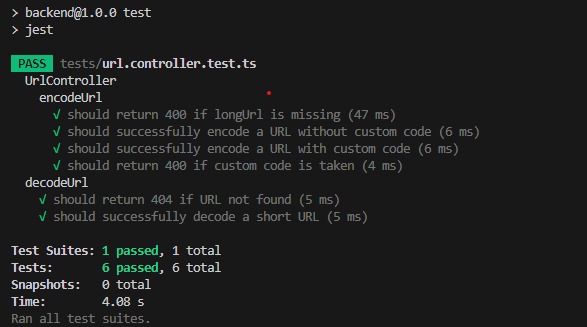 > backend@1.0.0 test
> jest
PASS tests/url.controller.test.ts
UrlController
encodeUrl
√ should return 400 if longUrl is missing (47 ms)
√ should successfully encode a URL without custom code (6 ms)
√ should successfully encode a URL with custom code (6 ms)
√ should return 400 if custom code is taken (4 ms)
decodeUrl
√ should return 404 if URL not found (5 ms)
√ should successfully decode a short URL (5 ms)
Test Suites: 1 passed, 1 total
Tests: 6 passed, 6 total
Snapshots: 0 total
Time: 4.08 s
Ran all test suites.